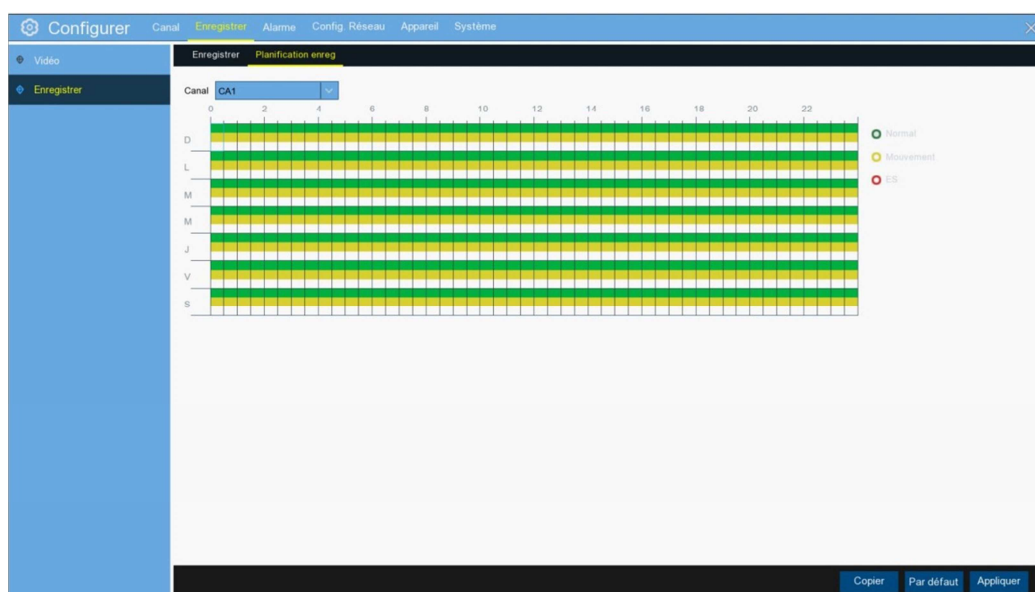 Configurer Canal Enregistrer Alarme Config. Réseau Appareil Système
Vidéo
Enregistrer
Enregistrer Planification enreg
Canal CA1
0 2 4 6 8 10 12 14 16 18 20 22
D
L
M
M
J
V
S
Normal
Mouvement
ES
Copier Par défaut Appliquer